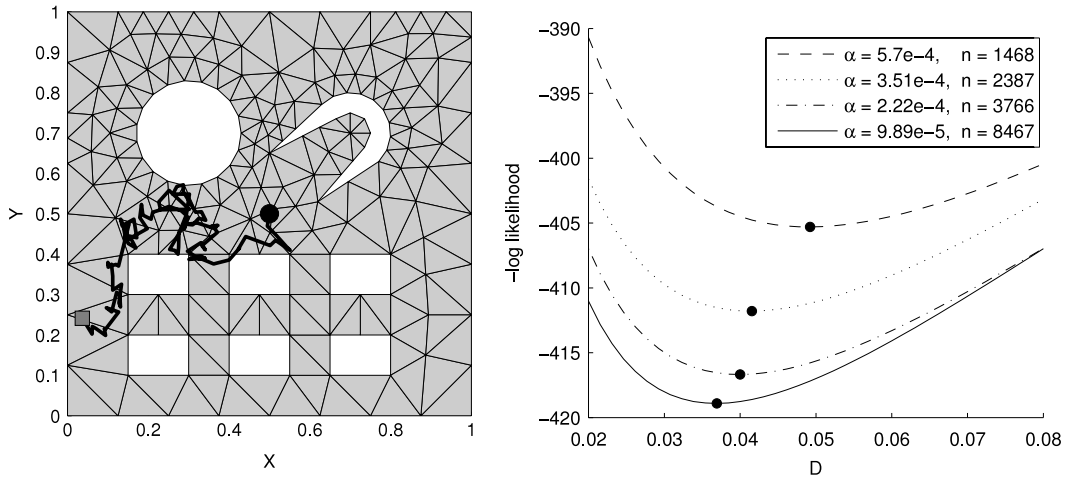 1
0.9
0.8
0.7
0.6
0.5
0.4
0.3
0.2
0.1
0
Y
0 0.2 0.4 0.6 0.8 1
X
−390
−395
−400
−405
−410
−415
−420
−log likelihood
α = 5.7e−4, n = 1468
α = 3.51e−4, n = 2387
α = 2.22e−4, n = 3766
α = 9.89e−5, n = 8467
0.02 0.03 0.04 0.05 0.06 0.07 0.08
D